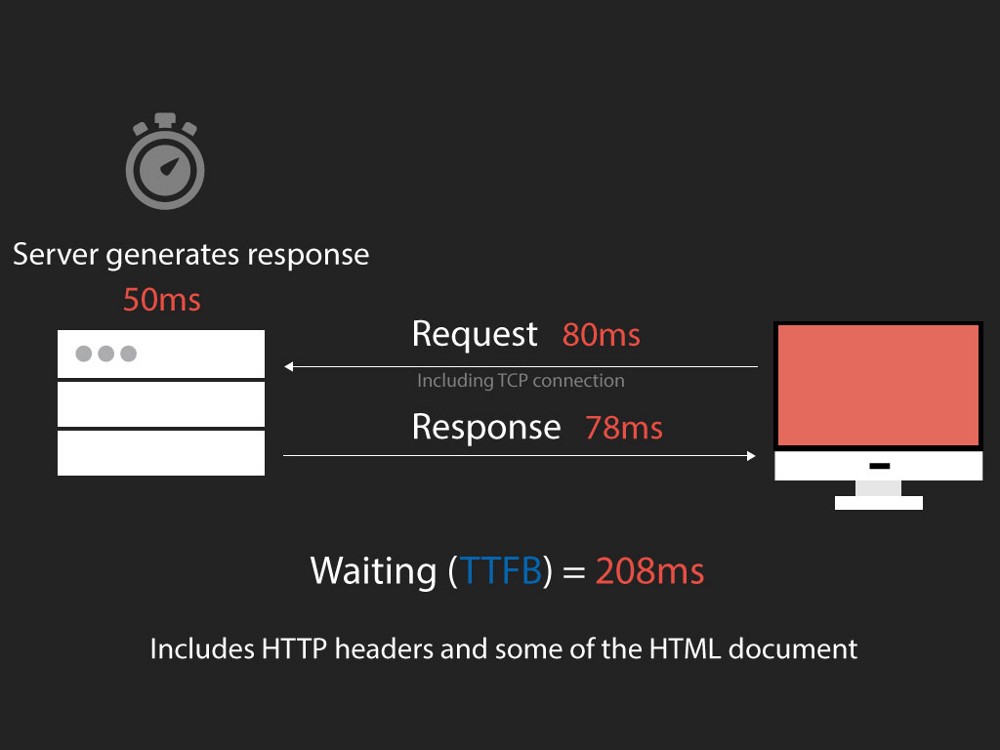 Server generates response
50ms
Request 80ms
Including TCP connection
Response 78ms
Waiting (TTFB) = 208ms
Includes HTTP headers and some of the HTML document